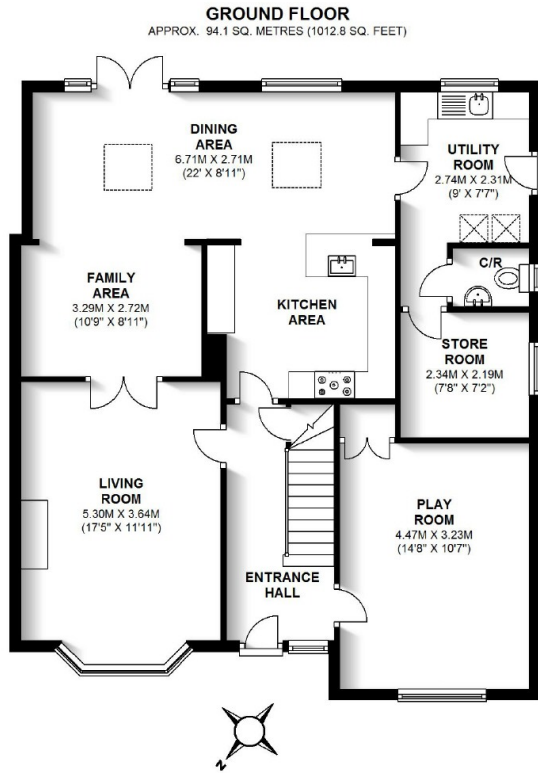 GROUND FLOOR
APPROX. 94.1 SQ. METRES (1012.8 SQ. FEET)
DINING
AREA
6.71M X 2.71M
(22' X 8'11")
UTILITY
ROOM
2.74M X 2.31M
(9' X 7'7")
C/R
FAMILY
AREA
3.29M X 2.72M
(10'9" X 8'11")
KITCHEN
AREA
STORE
ROOM
2.34M X 2.19M
(7'8" X 7'2")
LIVING
ROOM
5.30M X 3.64M
(17'5" X 11'11")
PLAY
ROOM
4.47M X 3.23M
(14'8" X 10'7")
ENTRANCE
HALL
N